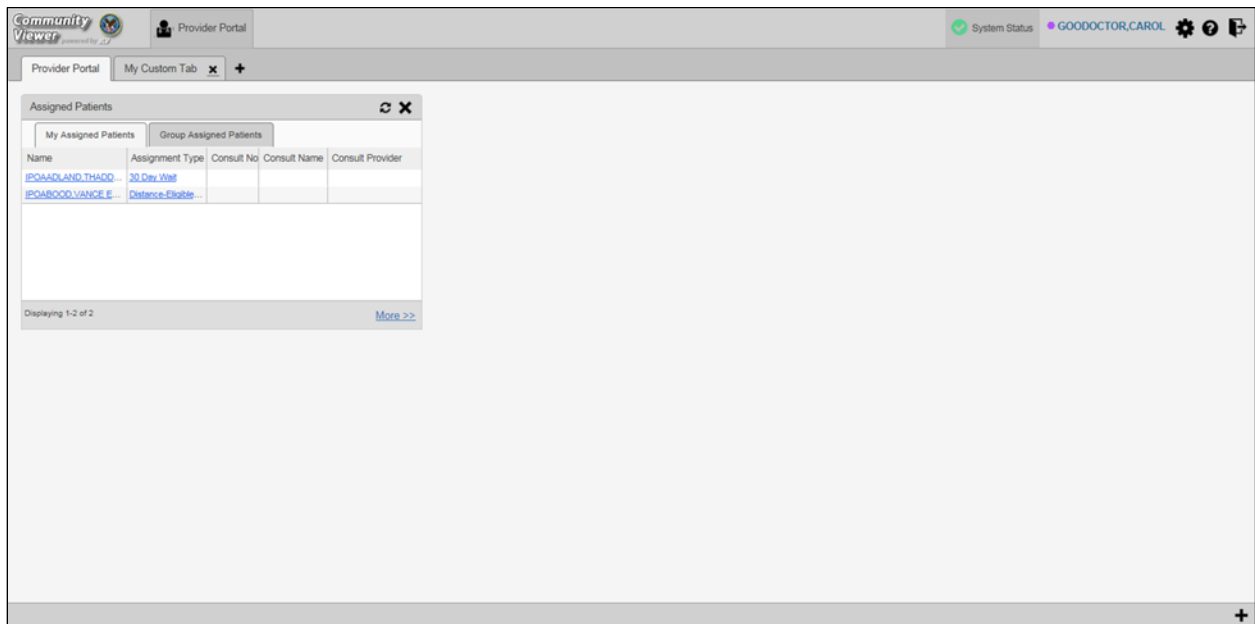 Community
Viewer powered by
Provider Portal
System Status
GOODOCTOR,CAROL
Provider Portal
My Custom Tab
Assigned Patients
My Assigned Patients
Group Assigned Patients
Name Assignment Type Consult No Consult Name Consult Provider
IPOAADLAND,THADD... 30 Day Wait
IPOABOOD,VANCE E... Distance-Eligible...
Displaying 1-2 of 2
More >>